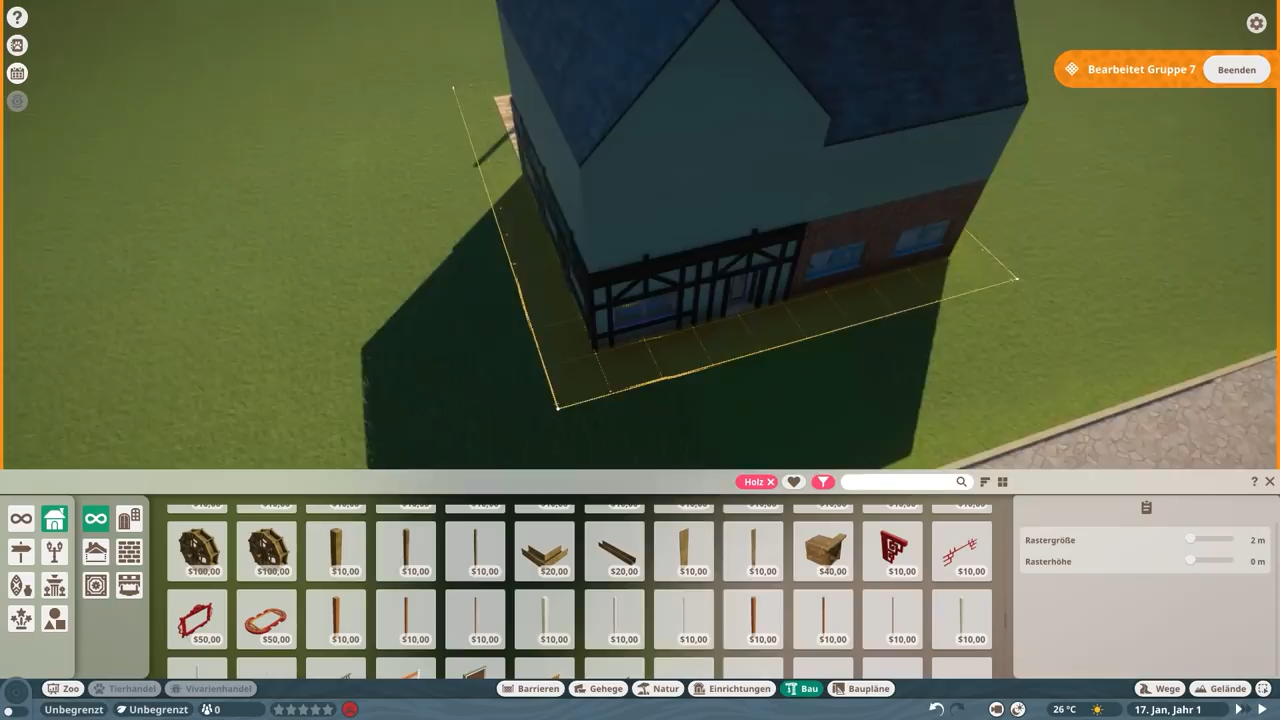 Bearbeitet Gruppe 7
Beenden
Holz
Rastergröße 2 m
Rasterhöhe 0 m
$100,00 $100,00 $10,00 $10,00 $10,00 $20,00 $20,00 $10,00 $10,00 $40,00 $10,00 $10,00
$50,00 $50,00 $10,00 $10,00 $10,00 $10,00 $10,00 $10,00 $10,00 $10,00 $10,00 $10,00
Zoo Tierhandel Vivarienhandel Barrieren Gehege Natur Einrichtungen Bau Baupläne Wege Gelände
Unbegrenzt Unbegrenzt 0 26 °C 17. Jan, Jahr 1